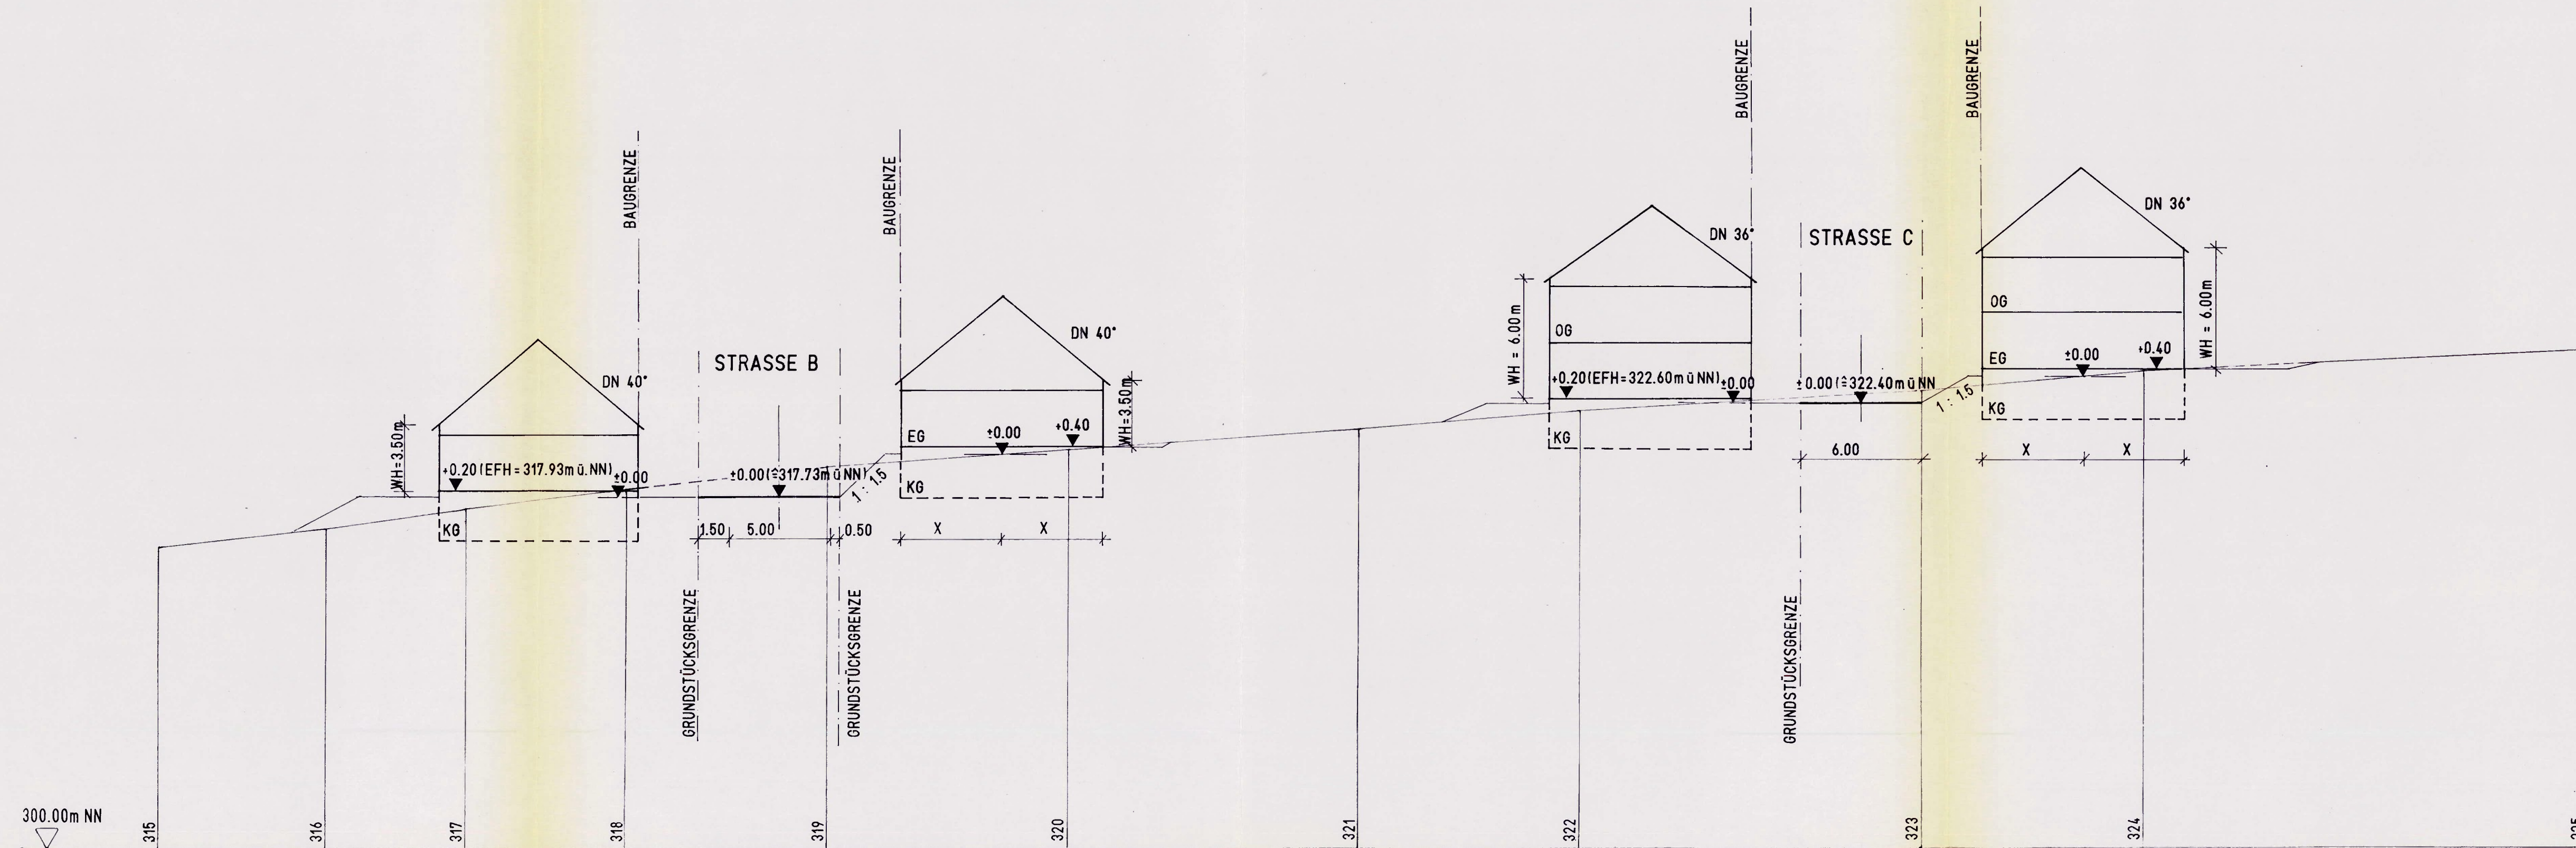 BAUGRENZE
BAUGRENZE
BAUGRENZE
BAUGRENZE
DN 36°
DN 36°
STRASSE C
OG
WH = 6.00m
WH = 6.00m
OG
DN 40°
STRASSE B
EG
±0.00
+0.40
+0.20(EFH=322.60m ü NN)
±0.00
±0.00(≙322.40m ü NN
1 : 1.5
DN 40°
KG
WH=3.50m
EG
±0.00
+0.40
WH=3.50m
KG
6.00
X
X
+0.20(EFH=317.93m ü. NN)
±0.00
±0.00(≙317.73m ü NN)
1 : 1.5
KG
KG
1.50
5.00
0.50
X
X
GRUNDSTÜCKSGRENZE
GRUNDSTÜCKSGRENZE
GRUNDSTÜCKSGRENZE
300.00m NN
315
316
317
318
319
320
321
322
323
324